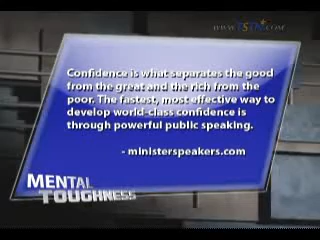 Confidence is what separates the good
from the great and the rich from the
poor. The fastest, most effective way to
develop world-class confidence is
through powerful public speaking.
- ministerspeakers.com
MENTAL
TOUGHNESS